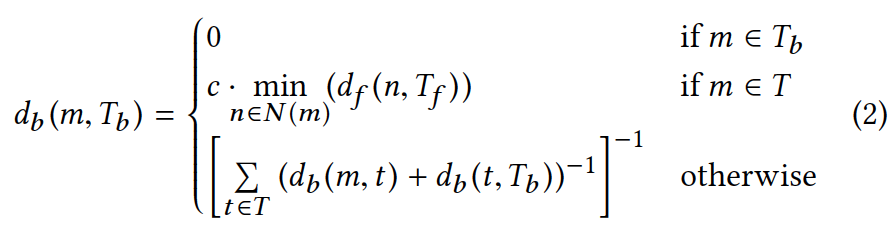 0 if m ∈ T_b
d_b(m, T_b) = { c · min_{n∈N(m)} (d_f(n, T_f)) if m ∈ T (2)
[ ∑_{t∈T} (d_b(m, t) + d_b(t, T_b))^{-1} ]^{-1} otherwise